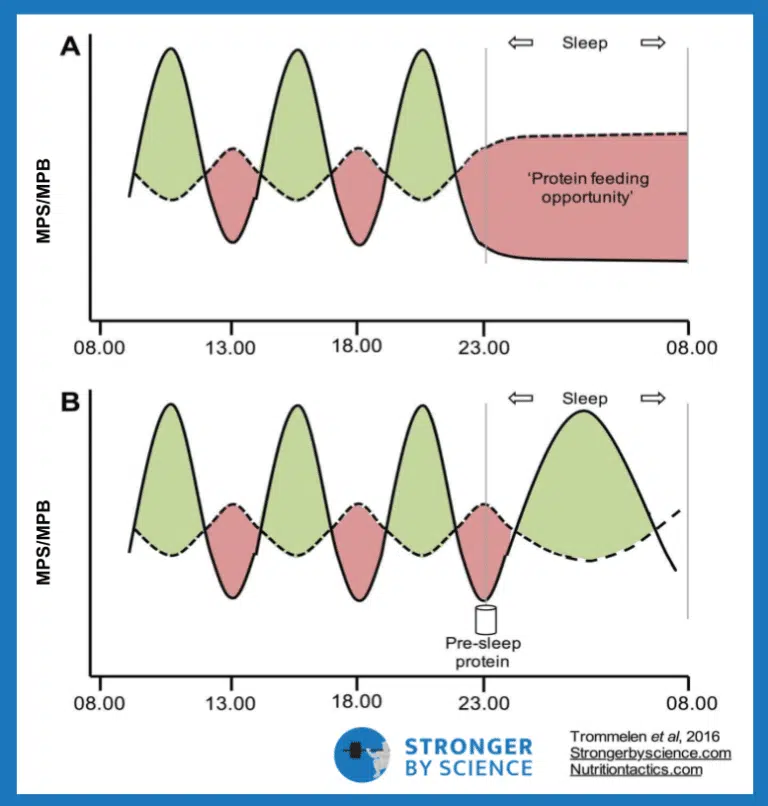 A
Sleep
MPS/MPB
‘Protein feeding
opportunity’
08.00 13.00 18.00 23.00 08.00
B
Sleep
MPS/MPB
Pre-sleep
protein
08.00 13.00 18.00 23.00 08.00
STRONGER
BY SCIENCE
Trommelen et al, 2016
Strongerbyscience.com
Nutritiontactics.com